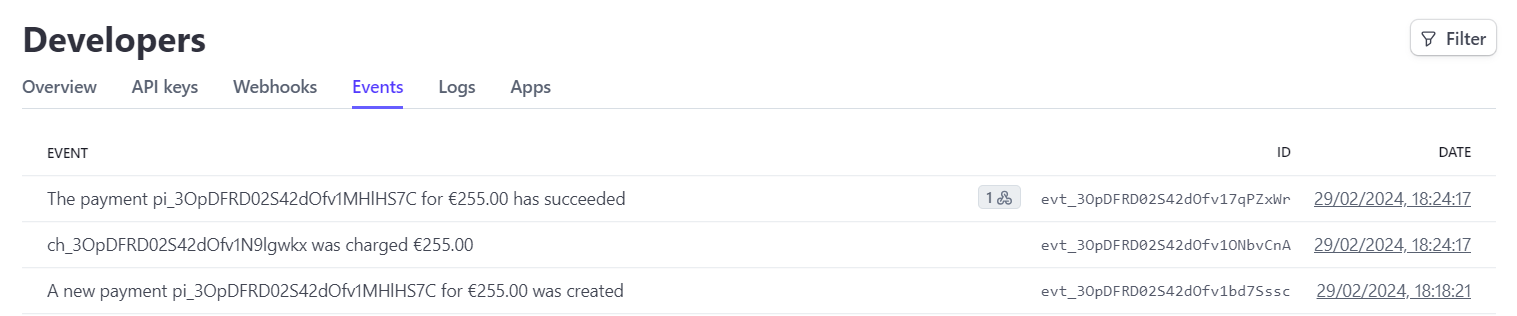 Developers
Filter
Overview API keys Webhooks Events Logs Apps
EVENT ID DATE
The payment pi_3OpDFRD02S42dOfv1MHlHS7C for €255.00 has succeeded 1 evt_3OpDFRD02S42dOfv17qPZxWr 29/02/2024, 18:24:17
ch_3OpDFRD02S42dOfv1N9lgwkx was charged €255.00 evt_3OpDFRD02S42dOfv1ONbvCnA 29/02/2024, 18:24:17
A new payment pi_3OpDFRD02S42dOfv1MHlHS7C for €255.00 was created evt_3OpDFRD02S42dOfv1bd7Sssc 29/02/2024, 18:18:21